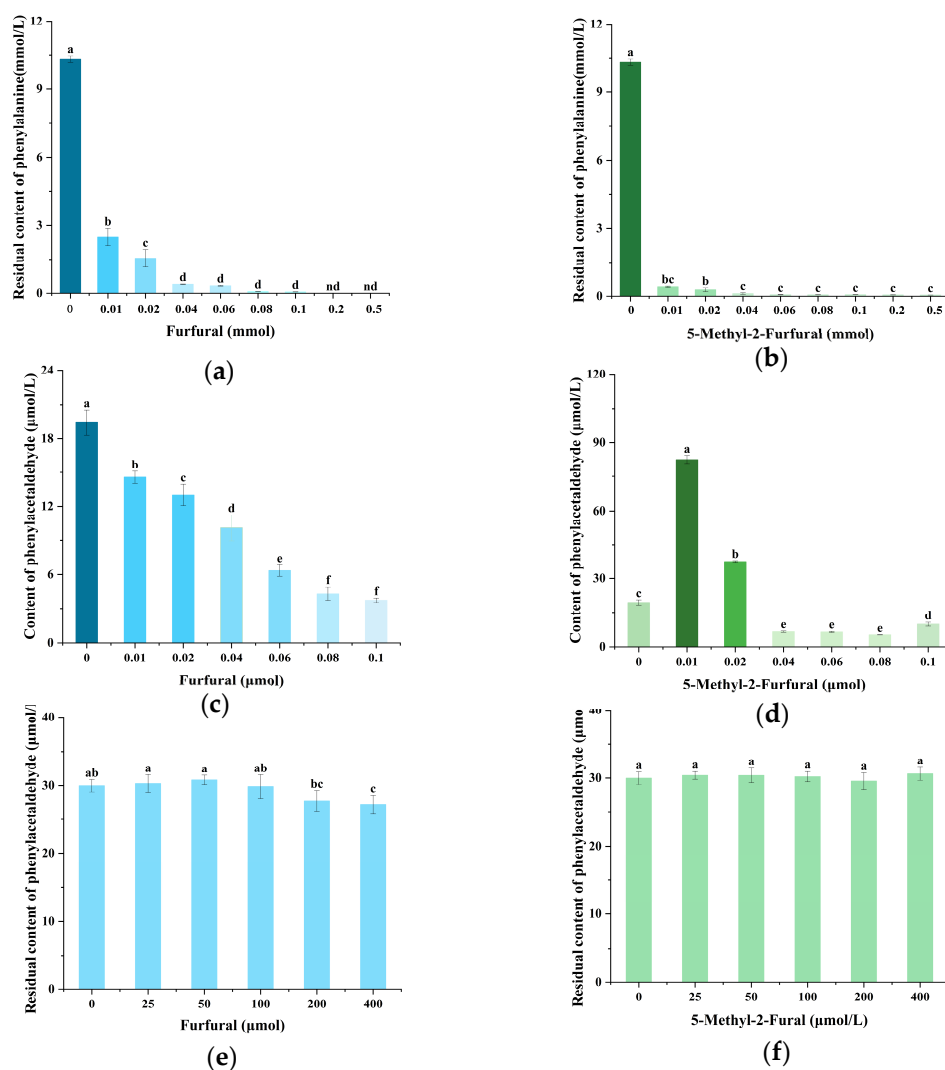 Residual content of phenylalanine(mmol/L)
12
9
6
3
0
a
b
c
d
d
d
d
nd
nd
0 0.01 0.02 0.04 0.06 0.08 0.1 0.2 0.5
Furfural (mmol)
(a)
Residual content of phenylalanine(mmol/L)
12
9
6
3
0
a
bc
b
c
c
c
c
c
c
0 0.01 0.02 0.04 0.06 0.08 0.1 0.2 0.5
5-Methyl-2-Furfural (mmol)
(b)
Content of phenylacetaldehyde (μmol/L)
24
18
12
6
0
a
b
c
d
e
f
f
0 0.01 0.02 0.04 0.06 0.08 0.1
Furfural (μmol)
(c)
Content of phenylacetaldehyde (μmol/L)
120
90
60
30
0
c
a
b
e
e
e
d
0 0.01 0.02 0.04 0.06 0.08 0.1
5-Methyl-2-Furfural (μmol)
(d)
Residual content of phenylacetaldehyde
40
30
20
10
0
ab a a ab bc c
0 25 50 100 200 400
Furfural (μmol)
(e)
Residual content of phenylacetaldehyde
40
30
20
10
0
a a a a a a
0 25 50 100 200 400
5-Methyl-2-Fural (μmol/L)
(f)